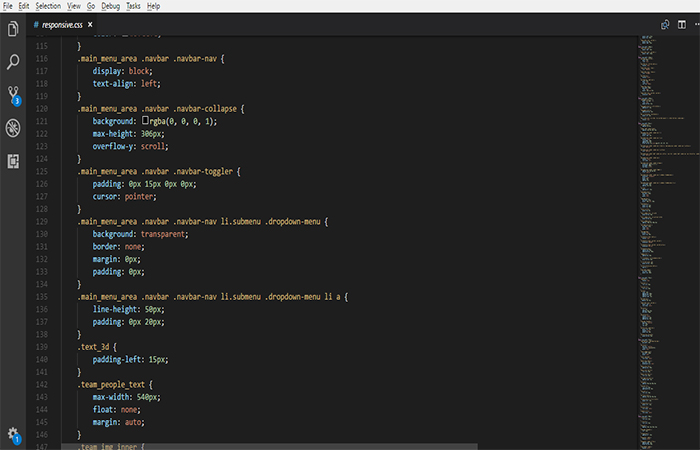 File Edit Selection View Go Debug Tasks Help
# responsive.css ×
115 }
116 .main_menu_area .navbar .navbar-nav {
117 display: block;
118 text-align: left;
119 }
120 .main_menu_area .navbar .navbar-collapse {
121 background: rgba(0, 0, 0, 1);
122 max-height: 306px;
123 overflow-y: scroll;
124 }
125 .main_menu_area .navbar .navbar-toggler {
126 padding: 0px 15px 0px 0px;
127 cursor: pointer;
128 }
129 .main_menu_area .navbar .navbar-nav li.submenu .dropdown-menu {
130 background: transparent;
131 border: none;
132 margin: 0px;
133 padding: 0px;
134 }
135 .main_menu_area .navbar .navbar-nav li.submenu .dropdown-menu li a {
136 line-height: 50px;
137 padding: 0px 20px;
138 }
139 .text_3d {
140 padding-left: 15px;
141 }
142 .team_people_text {
143 max-width: 540px;
144 float: none;
145 margin: auto;
146 }
147 .team_img_inner {
3
1